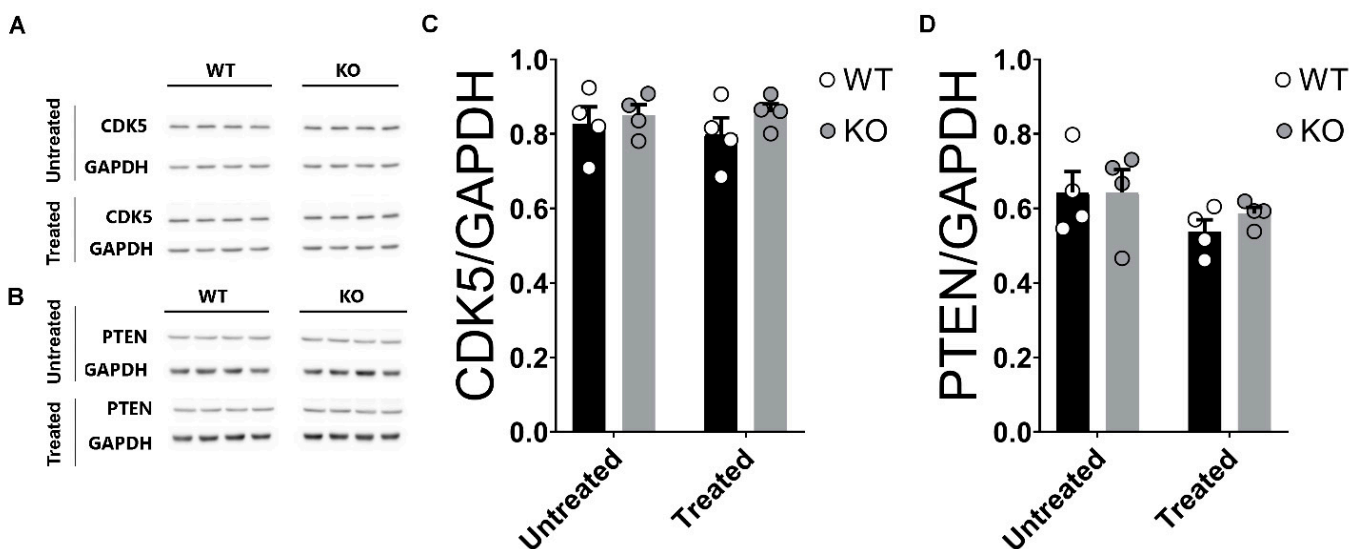 A
WT KO
Untreated
CDK5
GAPDH
Treated
CDK5
GAPDH
B
WT KO
Untreated
PTEN
GAPDH
Treated
PTEN
GAPDH
C
CDK5/GAPDH
1.0
0.8
0.6
0.4
0.2
0.0
Untreated
Treated
WT
KO
D
PTEN/GAPDH
1.0
0.8
0.6
0.4
0.2
0.0
Untreated
Treated
WT
KO